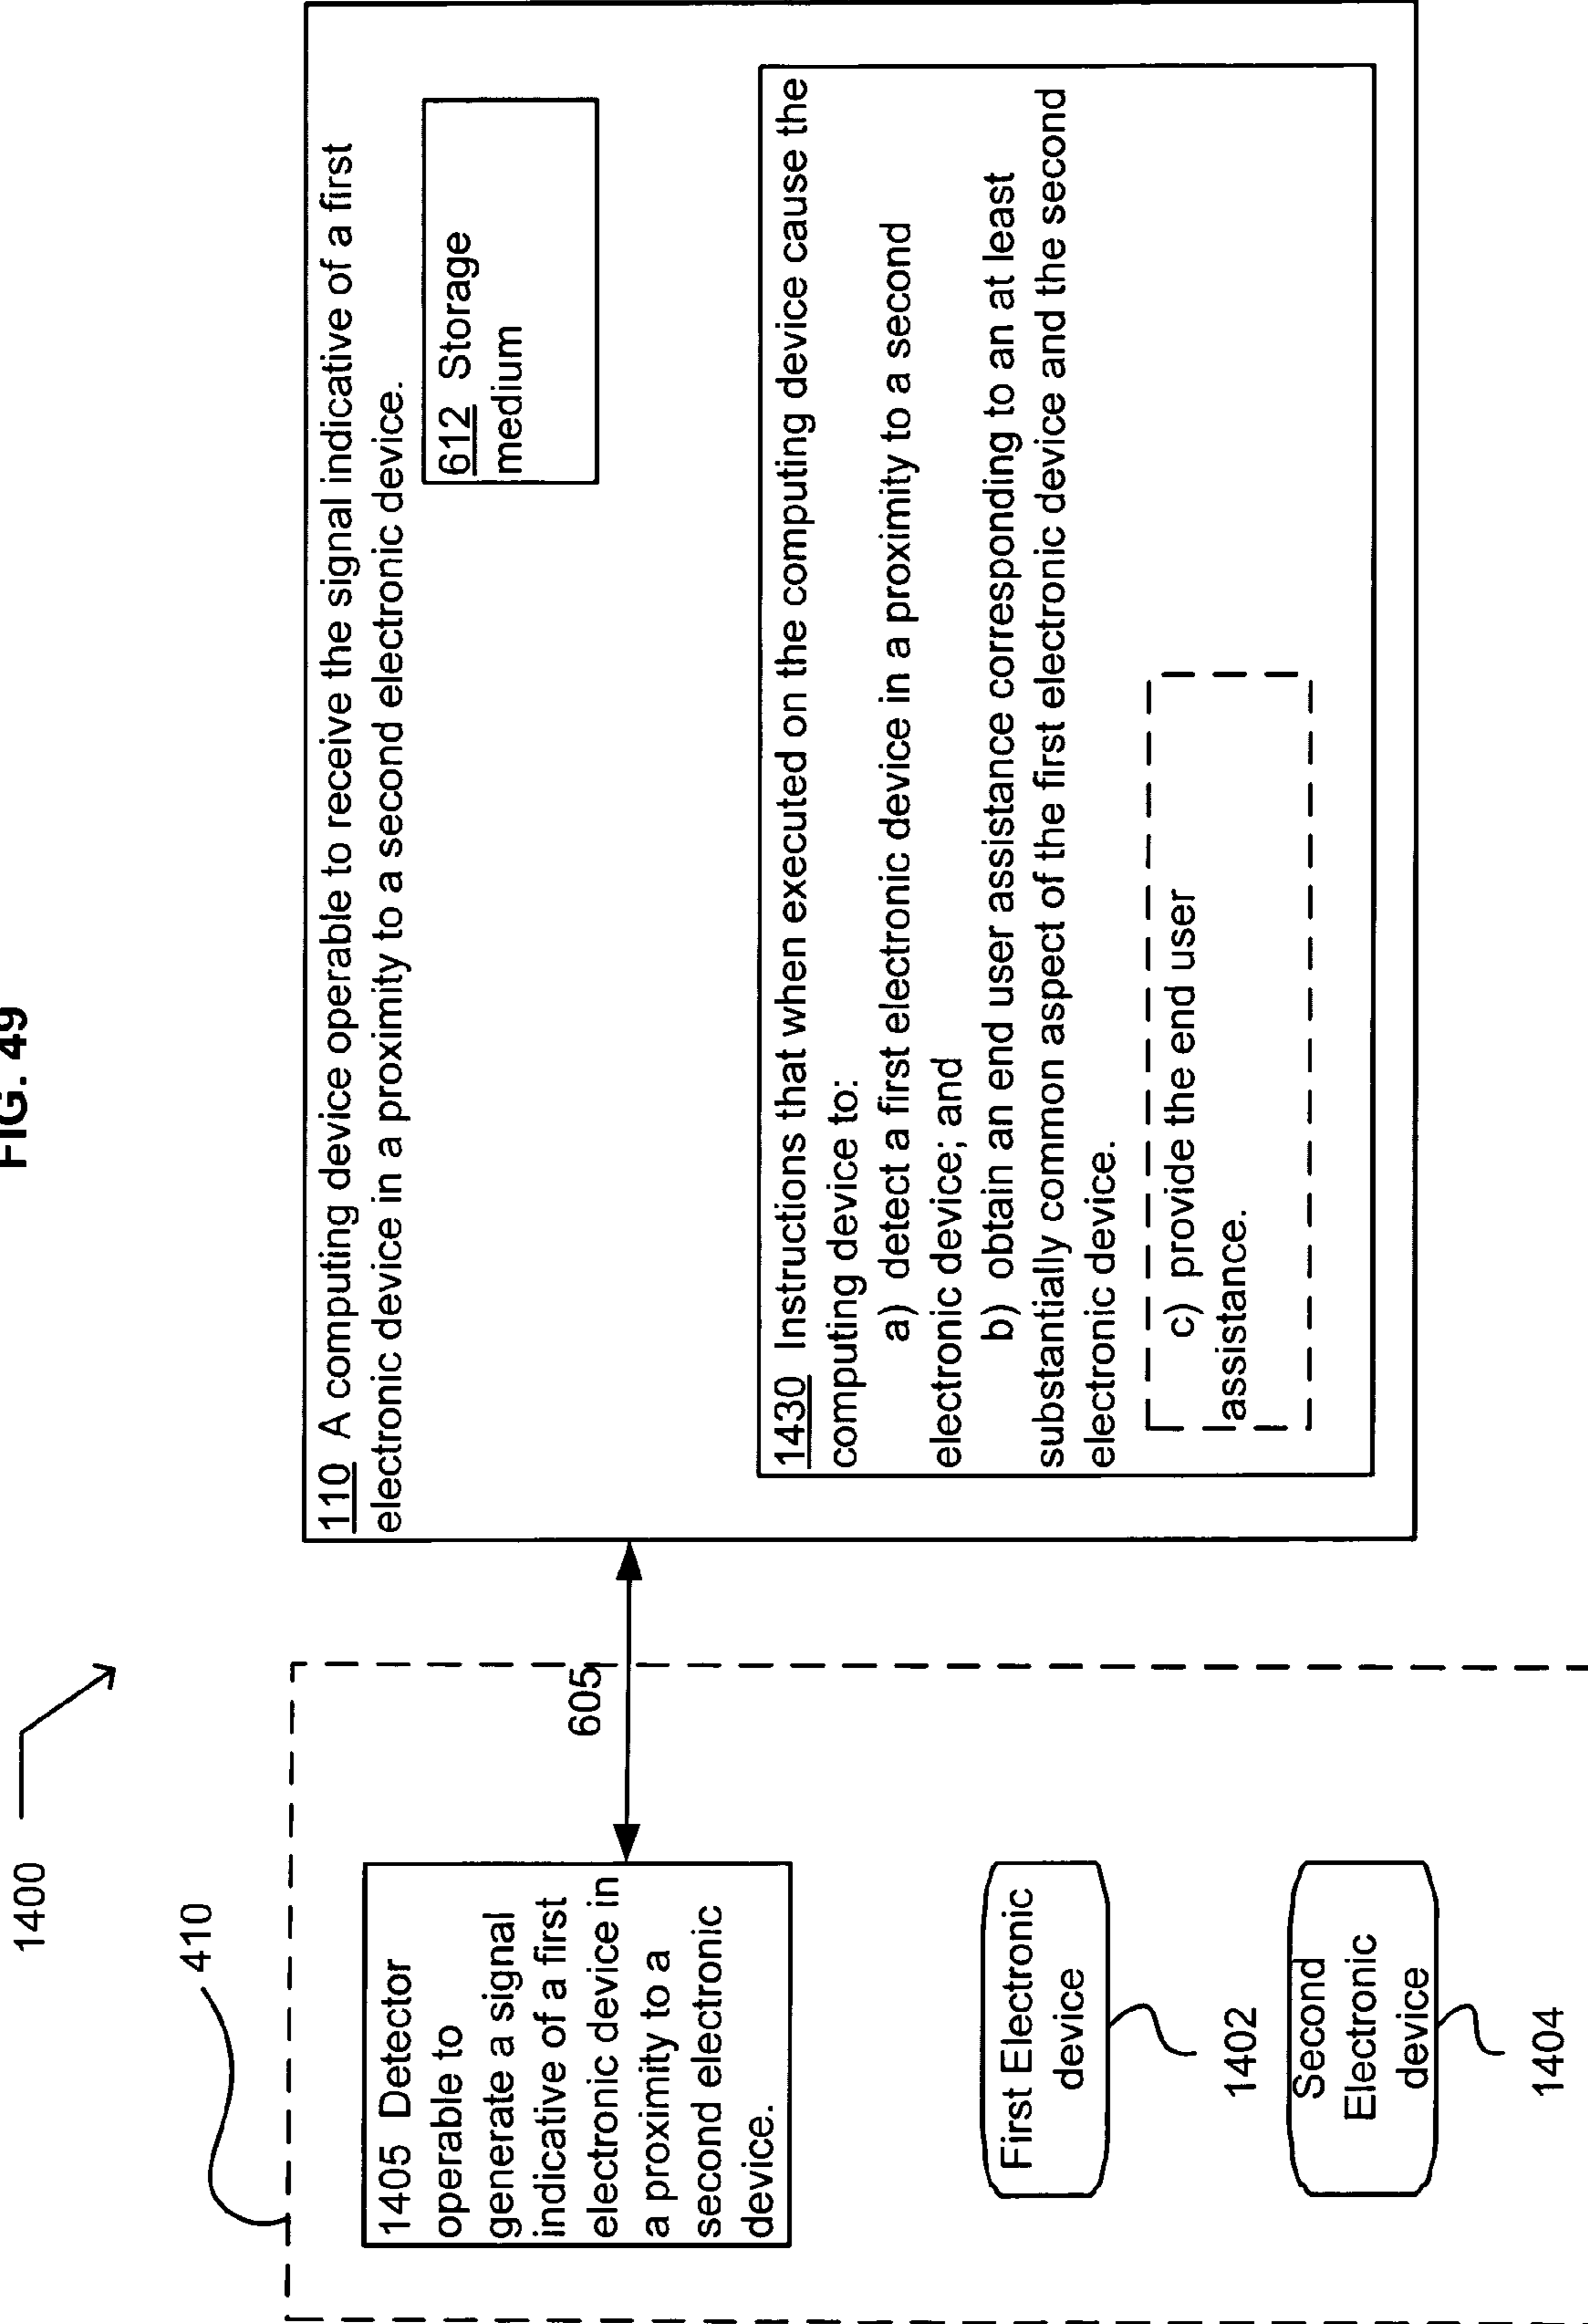 FIG. 49
1400
410
1405 Detector
operable to
generate a signal
indicative of a first
electronic device in
a proximity to a
second electronic
device.
First Electronic
device
1402
Second
Electronic
device
1404
605
110 A computing device operable to receive the signal indicative of a first
electronic device in a proximity to a second electronic device.
612 Storage
medium
1430 Instructions that when executed on the computing device cause the
computing device to:
a) detect a first electronic device in a proximity to a second
electronic device; and
b) obtain an end user assistance corresponding to an at least
substantially common aspect of the first electronic device and the second
electronic device.
c) provide the end user
assistance.